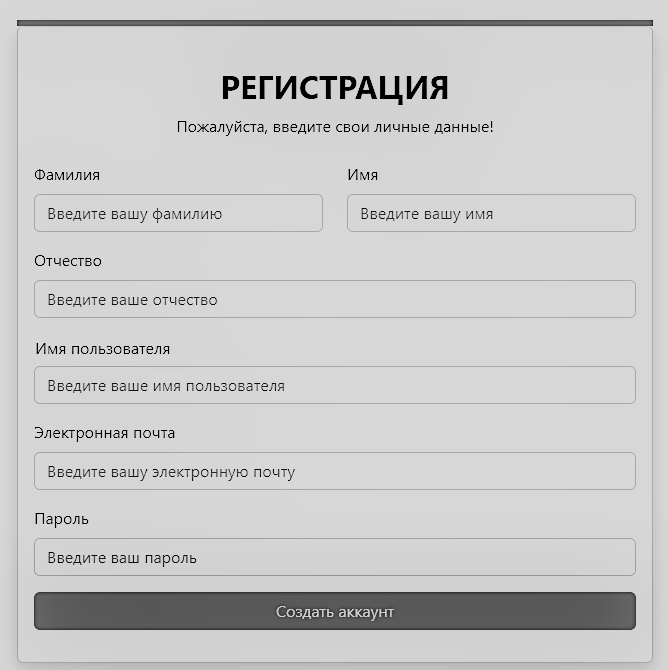 РЕГИСТРАЦИЯ
Пожалуйста, введите свои личные данные!
Фамилия
Имя
Введите вашу фамилию
Введите вашу имя
Отчество
Введите ваше отчество
Имя пользователя
Введите ваше имя пользователя
Электронная почта
Введите вашу электронную почту
Пароль
Введите ваш пароль
Создать аккаунт